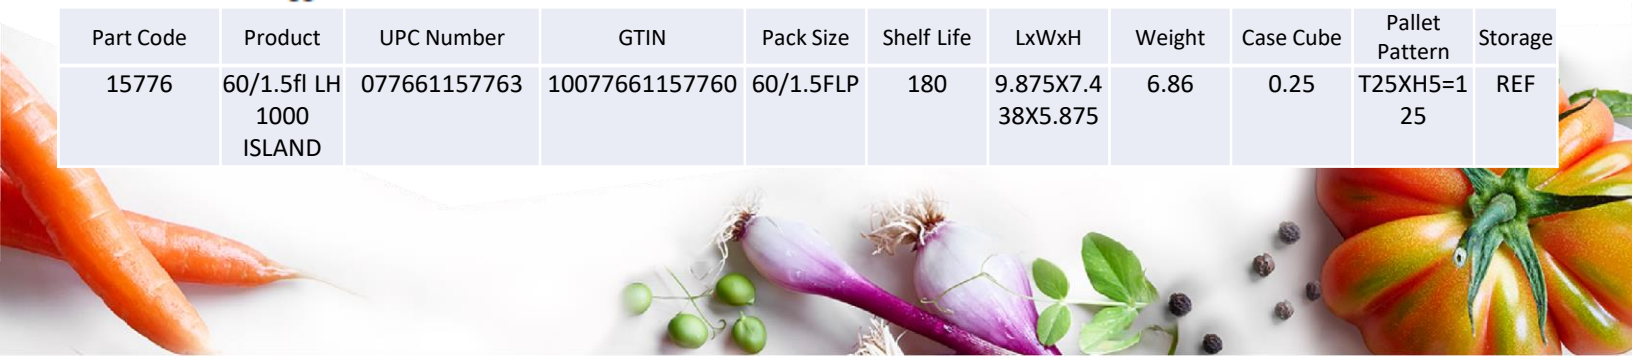 Part Code Product UPC Number GTIN Pack Size Shelf Life LxWxH Weight Case Cube Pallet Pattern Storage
15776 60/1.5fl LH 077661157763 10077661157760 60/1.5FLP 180 9.875X7.4 6.86 0.25 T25XH5=1 REF
1000 38X5.875 25
ISLAND